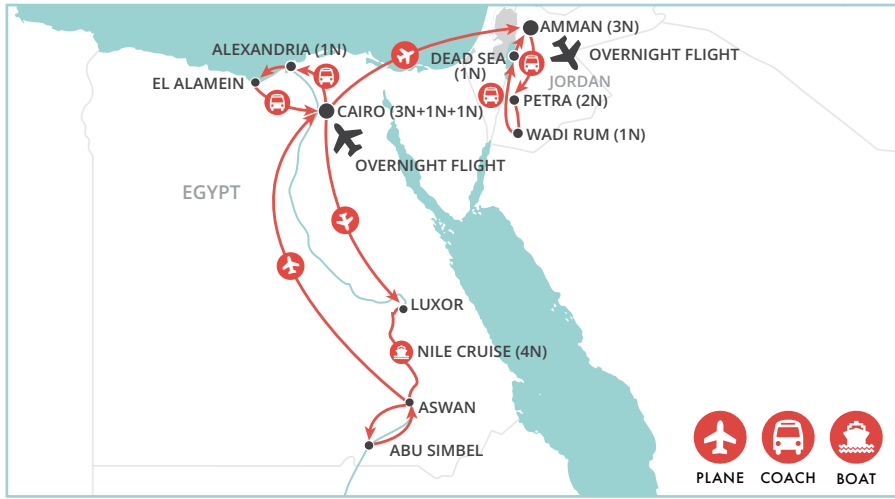 AMMAN (3N)
ALEXANDRIA (1N)
DEAD SEA
(1N)
OVERNIGHT FLIGHT
EL ALAMEIN
JORDAN
PETRA (2N)
CAIRO (3N+1N+1N)
WADI RUM (1N)
OVERNIGHT FLIGHT
EGYPT
LUXOR
NILE CRUISE (4N)
ASWAN
ABU SIMBEL
PLANE
COACH
BOAT